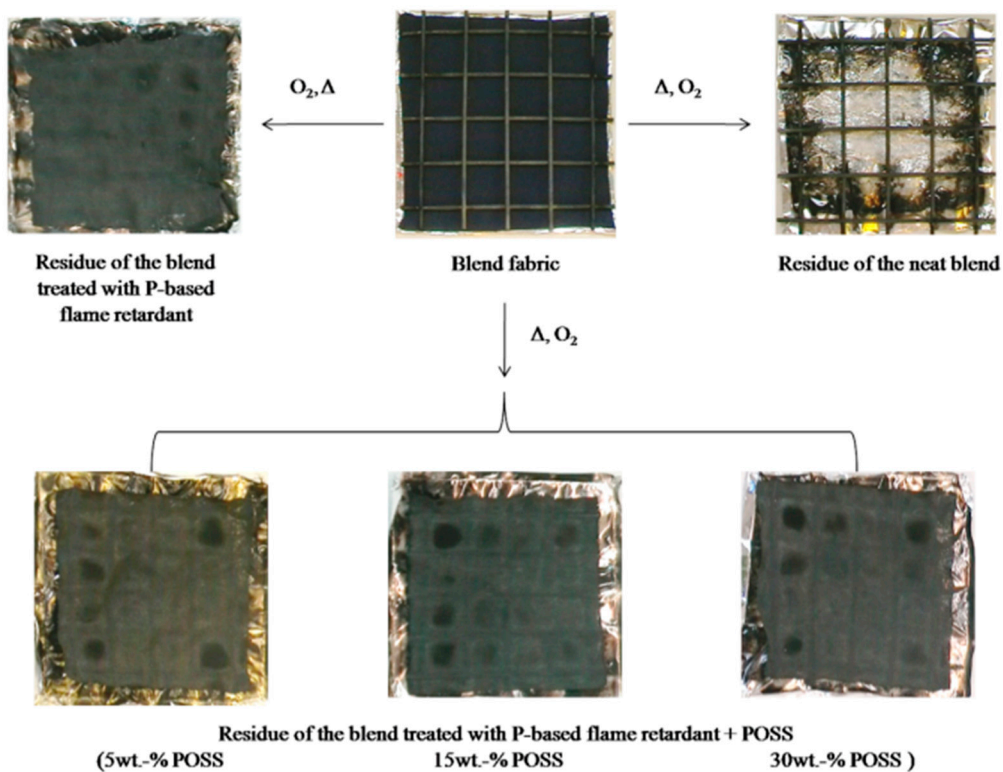 O₂, Δ
Δ, O₂
Residue of the blend
treated with P-based
flame retardant
Blend fabric
Residue of the neat blend
Δ, O₂
Residue of the blend treated with P-based flame retardant + POSS
(5wt.-% POSS 15wt.-% POSS 30wt.-% POSS )